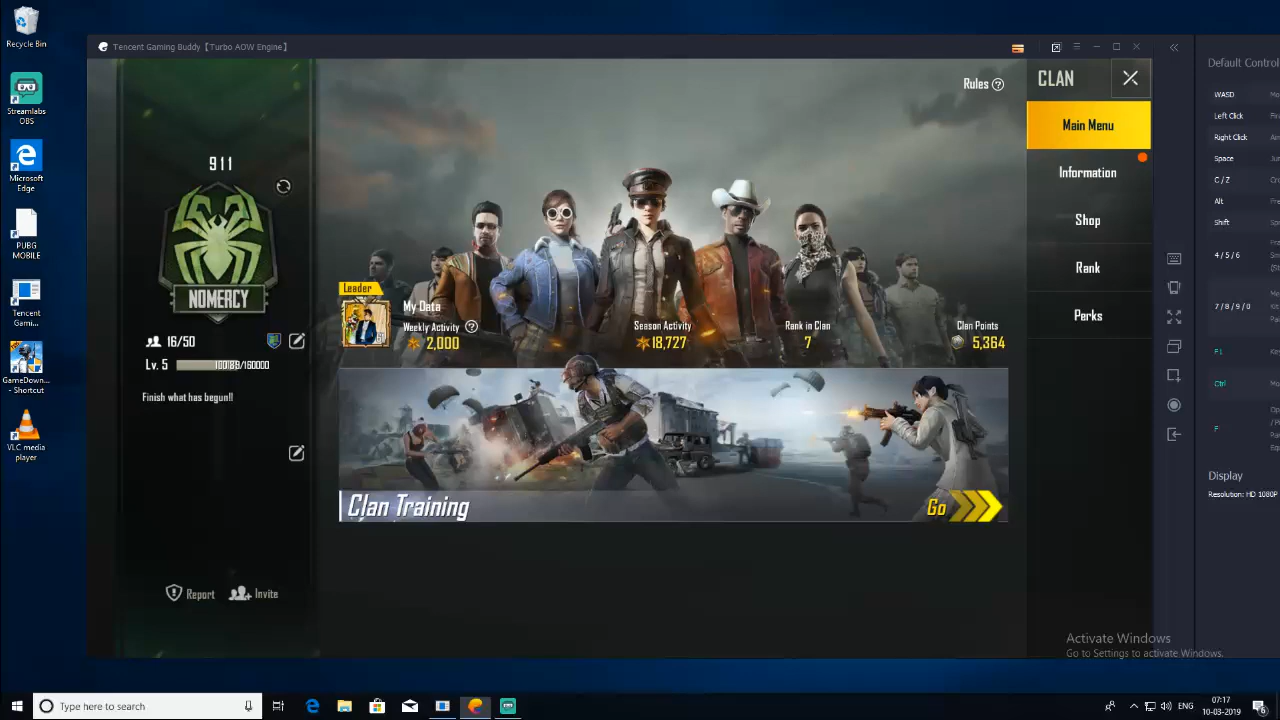 Recycle Bin
Streamlabs
OBS
Microsoft
Edge
PUBG
MOBILE
Tencent
Gami...
GameDown...
- Shortcut
VLC media
player
Tencent Gaming Buddy【Turbo AOW Engine】
911
NOMERCY
16/50
Lv. 5
/160000
Finish what has begun!!
Report
Invite
Rules
Leader
My Data
Weekly Activity
2,000
Season Activity
18,727
Rank in Clan
7
Clan Points
5,364
Clan Training
Go
CLAN
Main Menu
Information
Shop
Rank
Perks
Default Control
WASD
Left Click
Right Click
Space
C / Z
Alt
Shift
4 / 5 / 6
7 / 8 / 9 / 0
F1
Ctrl
F
Display
Resolution: HD 1080P
Activate Windows
Go to Settings to activate Windows.
Type here to search
ENG
07:17
10-03-2019
6